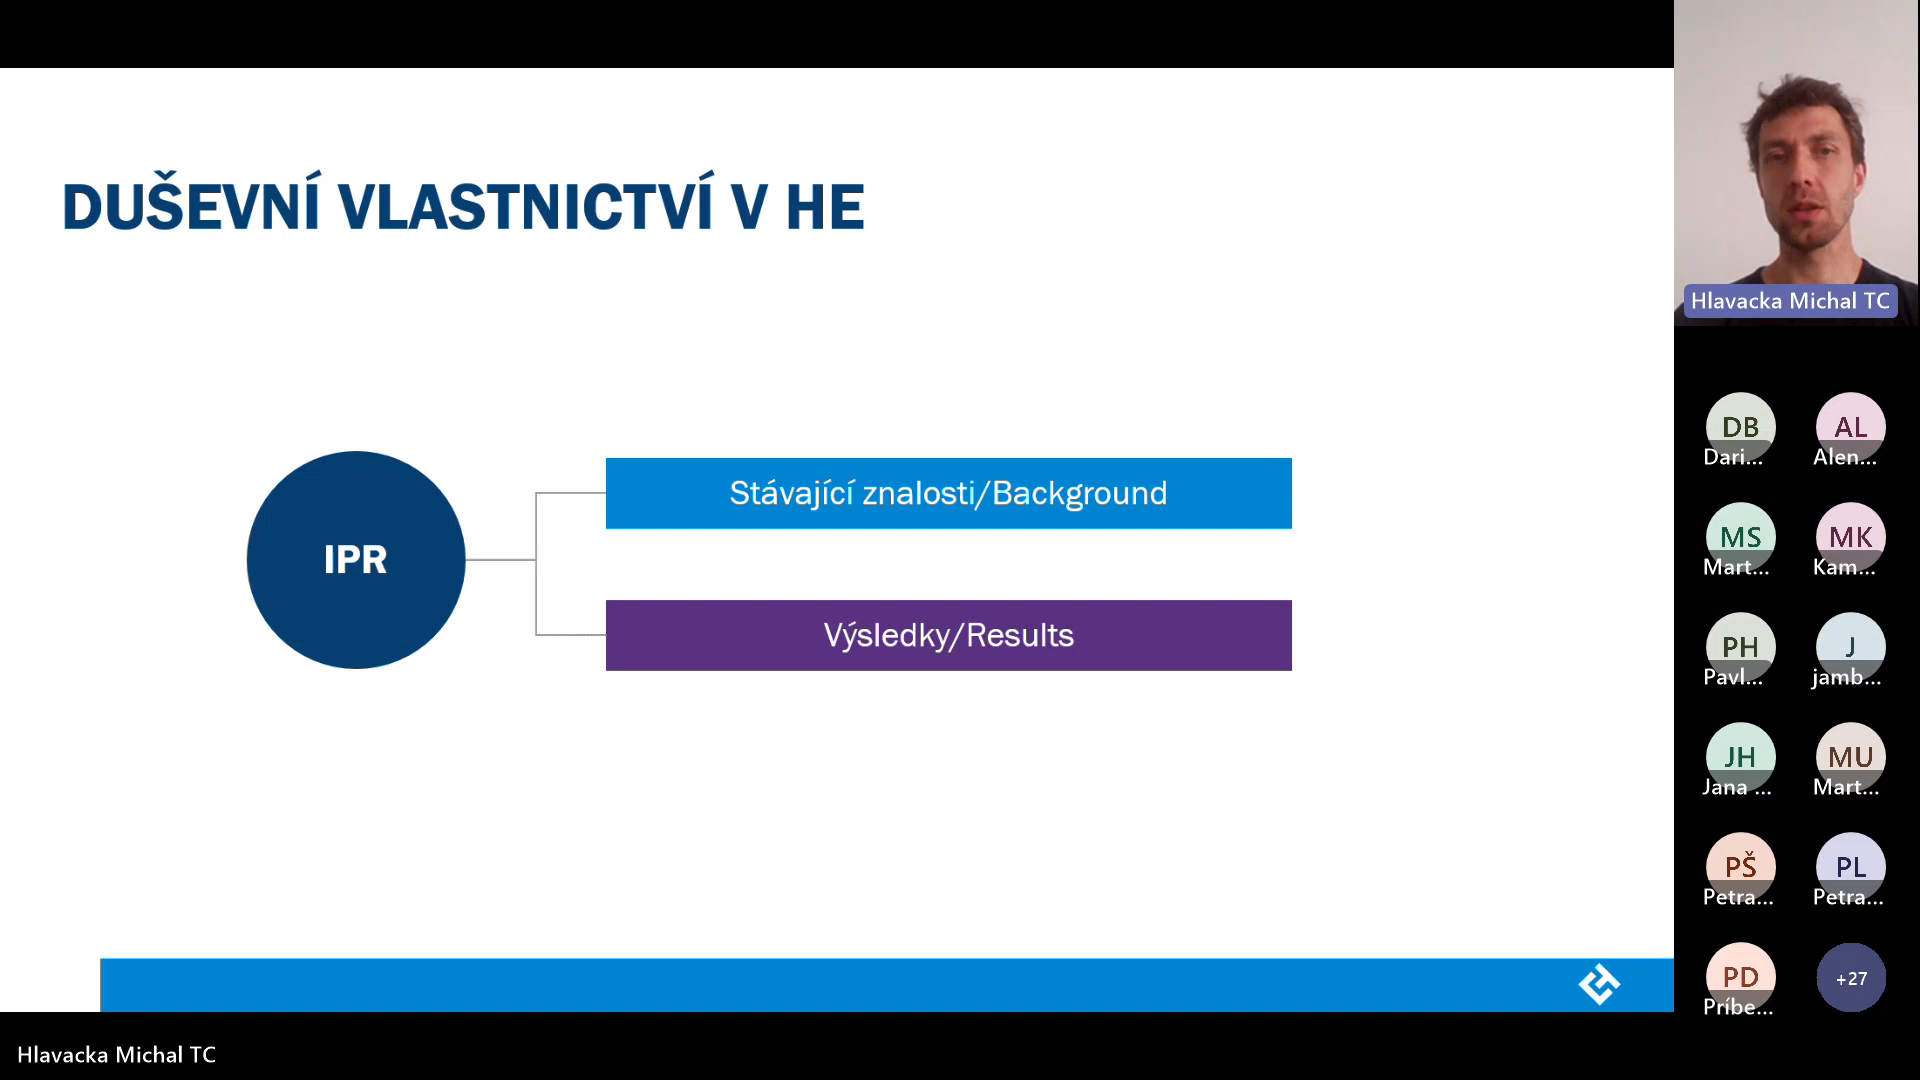 DUŠEVNÍ VLASTNICTVÍ V HE
IPR
Stávající znalosti/Background
Výsledky/Results
Hlavacka Michal TC
DB
Dari...
AL
Alen...
MS
Mart...
MK
Kam...
PH
Pavl...
J
jamb...
JH
Jana ...
MU
Mart...
PŠ
Petra...
PL
Petra...
PD
Príbe...
+27
Hlavacka Michal TC